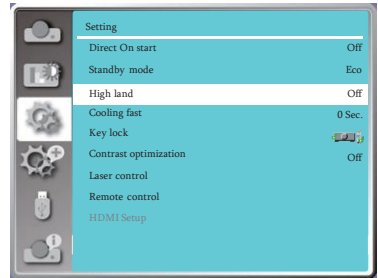 Setting
Direct On start Off
Standby mode Eco
High land Off
Cooling fast 0 Sec.
Key lock
Contrast optimization Off
Laser control
Remote control
HDMI Setup